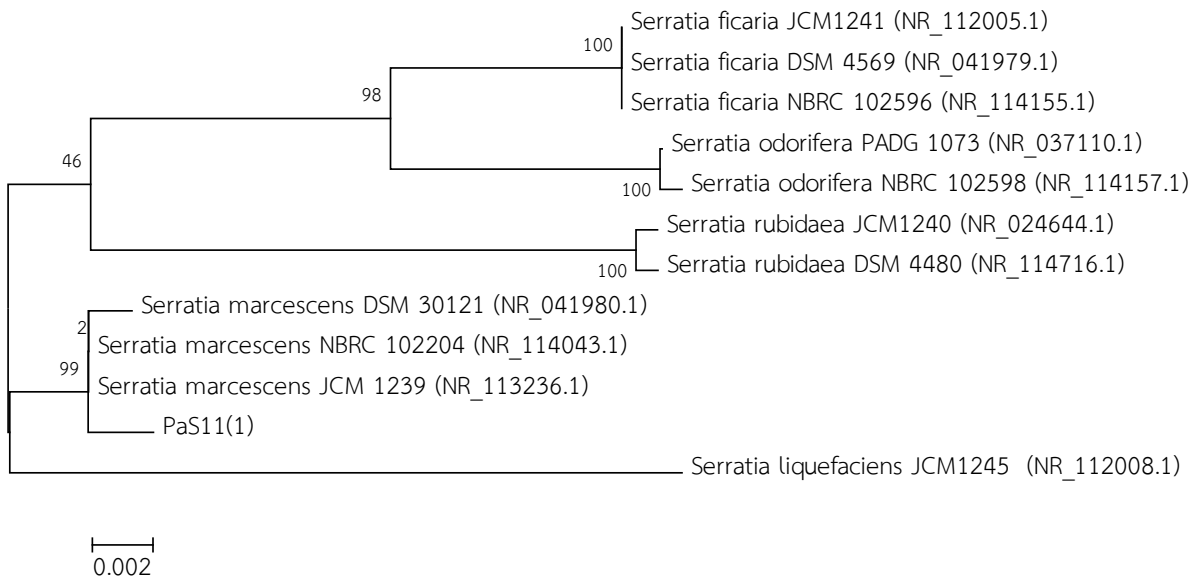 Serratia ficaria JCM1241 (NR_112005.1)
100
Serratia ficaria DSM 4569 (NR_041979.1)
98
Serratia ficaria NBRC 102596 (NR_114155.1)
Serratia odorifera PADG 1073 (NR_037110.1)
46
100
Serratia odorifera NBRC 102598 (NR_114157.1)
Serratia rubidaea JCM1240 (NR_024644.1)
100
Serratia rubidaea DSM 4480 (NR_114716.1)
Serratia marcescens DSM 30121 (NR_041980.1)
2
Serratia marcescens NBRC 102204 (NR_114043.1)
99
Serratia marcescens JCM 1239 (NR_113236.1)
PaS11(1)
Serratia liquefaciens JCM1245 (NR_112008.1)
0.002